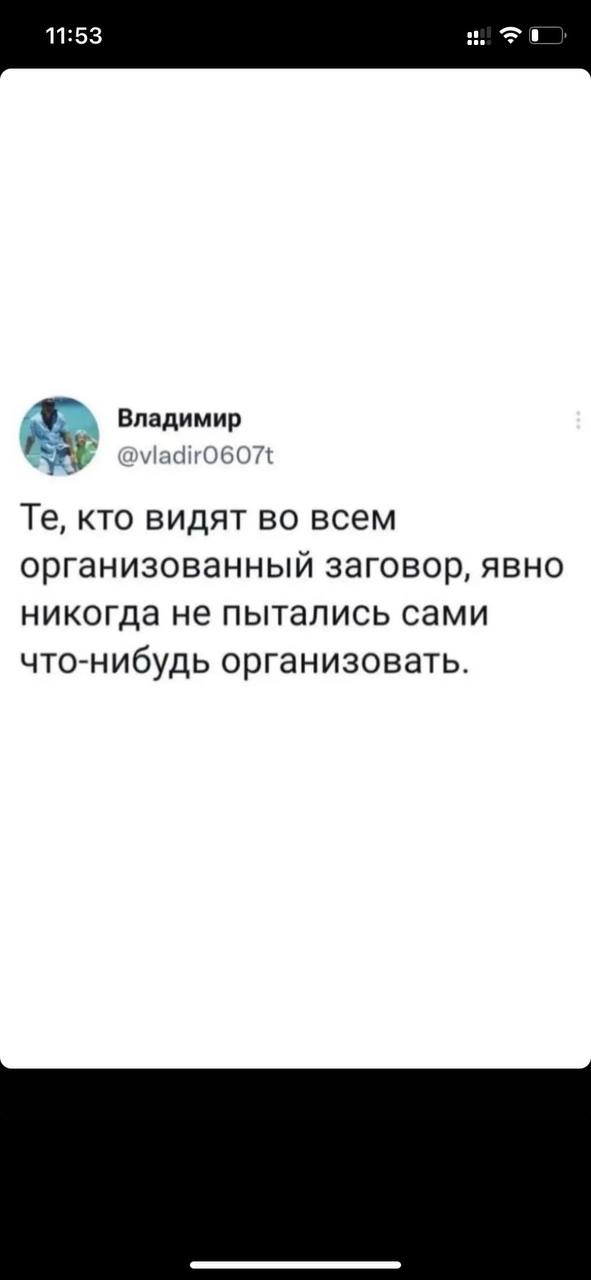 11:53
Владимир
@vladir0607t
Те, кто видят во всем
организованный заговор, явно
никогда не пытались сами
что-нибудь организовать.